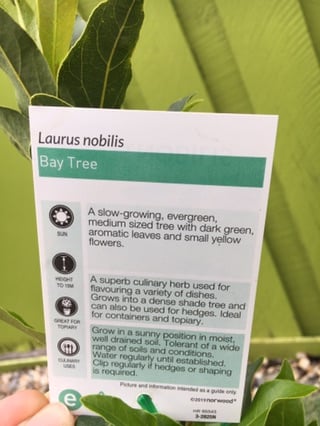 Laurus nobilis
Bay Tree
A slow-growing, evergreen,
medium sized tree with dark green,
aromatic leaves and small yellow
flowers.
SUN
HEIGHT
TO 15M
A superb culinary herb used for
flavouring a variety of dishes.
Grows into a dense shade tree and
can also be used for hedges. Ideal
for containers and topiary.
GREAT FOR
TOPIARY
Grow in a sunny position in moist,
well drained soil. Tolerant of a wide
range of soils and conditions.
Water regularly until established.
Clip regularly if hedges or shaping
is required.
CULINARY
USES
Picture and information intended as a guide only.
©2019 norwood
e
3-2825N